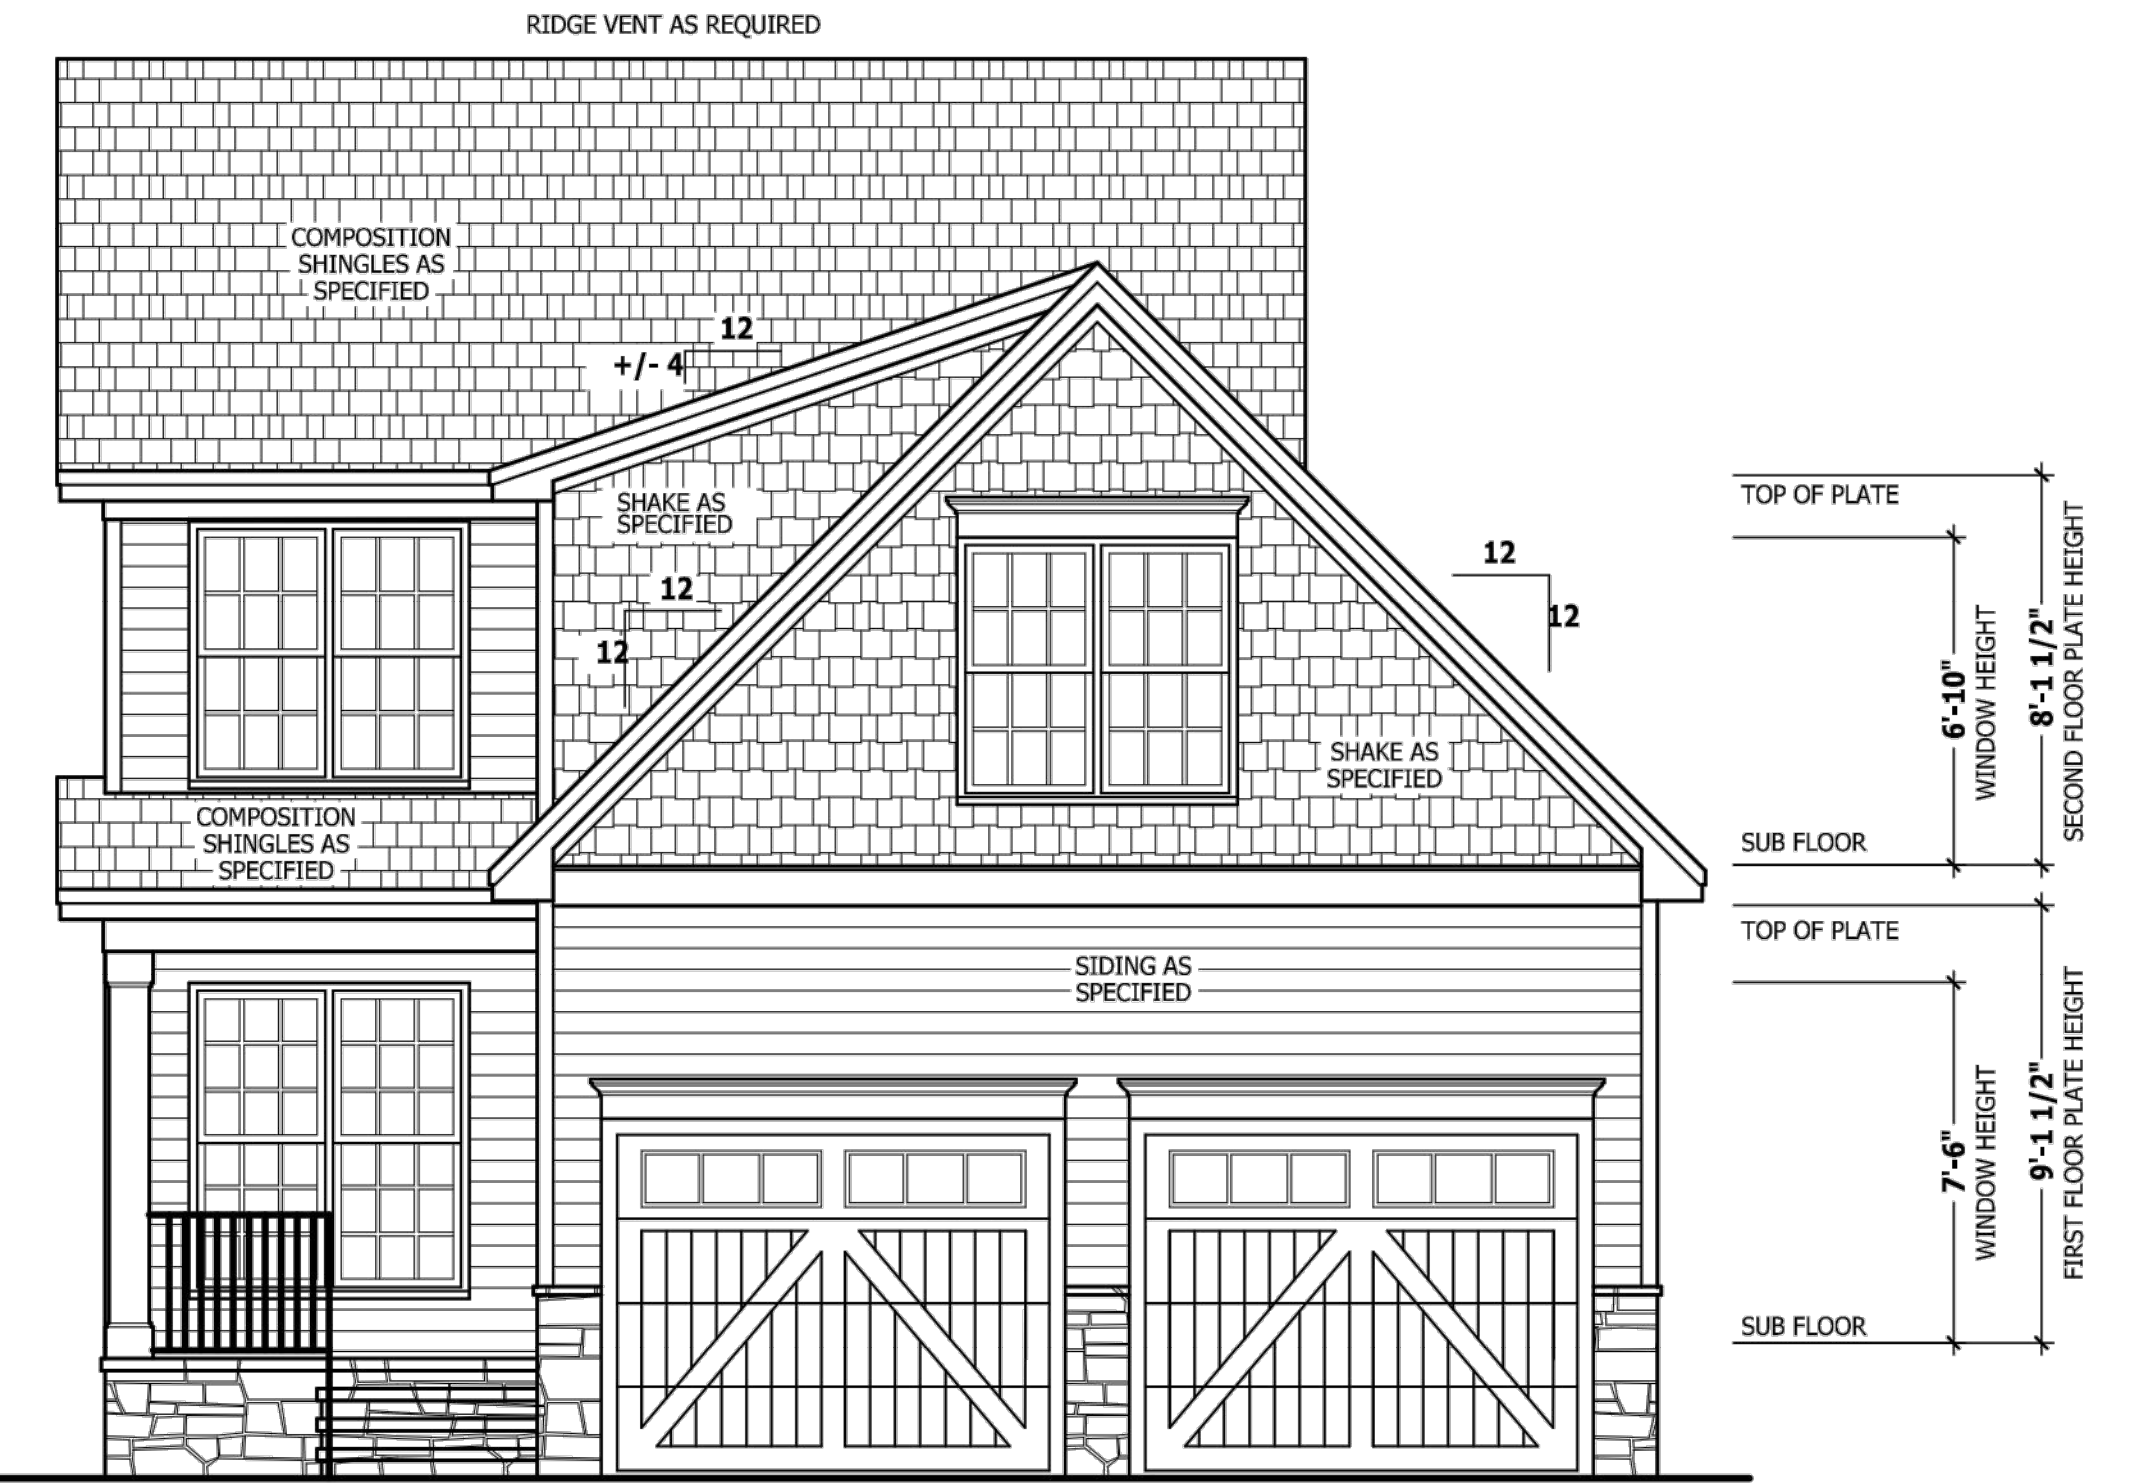 RIDGE VENT AS REQUIRED
COMPOSITION
SHINGLES AS
SPECIFIED
12
+/- 4
SHAKE AS
SPECIFIED
12
12
12
12
SHAKE AS
SPECIFIED
COMPOSITION
SHINGLES AS
SPECIFIED
SIDING AS
SPECIFIED
TOP OF PLATE
SUB FLOOR
6'-10"
WINDOW HEIGHT
8'-1 1/2"
SECOND FLOOR PLATE HEIGHT
TOP OF PLATE
SUB FLOOR
7'-6"
WINDOW HEIGHT
9'-1 1/2"
FIRST FLOOR PLATE HEIGHT